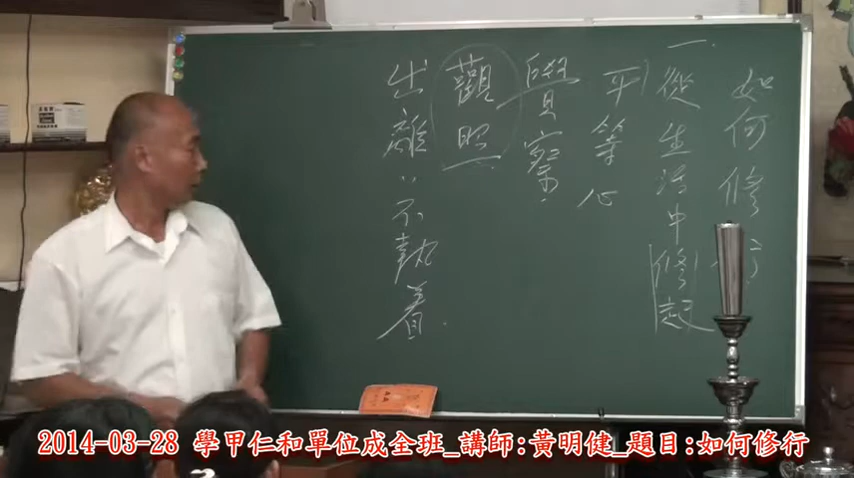 如何修行
一.
從生活中修起
平等心
覺察.
觀照
出離 不執着.
2014-03-28 學甲仁和單位成全班_講師:黃明健_題目:如何修行